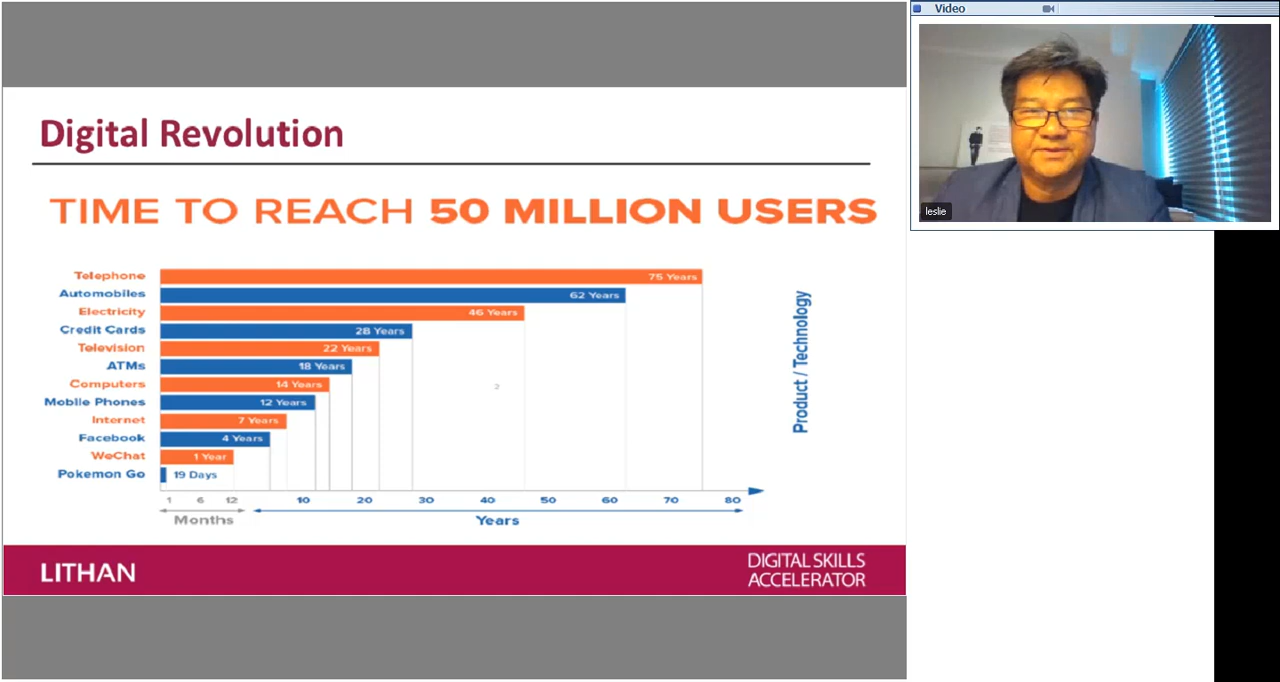 Video
leslie
Digital Revolution
TIME TO REACH 50 MILLION USERS
Telephone 75 Years
Automobiles 62 Years
Electricity 46 Years
Credit Cards 28 Years
Television 22 Years
ATMs 18 Years
Computers 14 Years
2
Mobile Phones 12 Years
Internet 7 Years
Facebook 4 Years
WeChat 1 Year
Pokemon Go 19 Days
Product / Technology
1 6 12 10 20 30 40 50 60 70 80
Months Years
LITHAN
DIGITAL SKILLS
ACCELERATOR